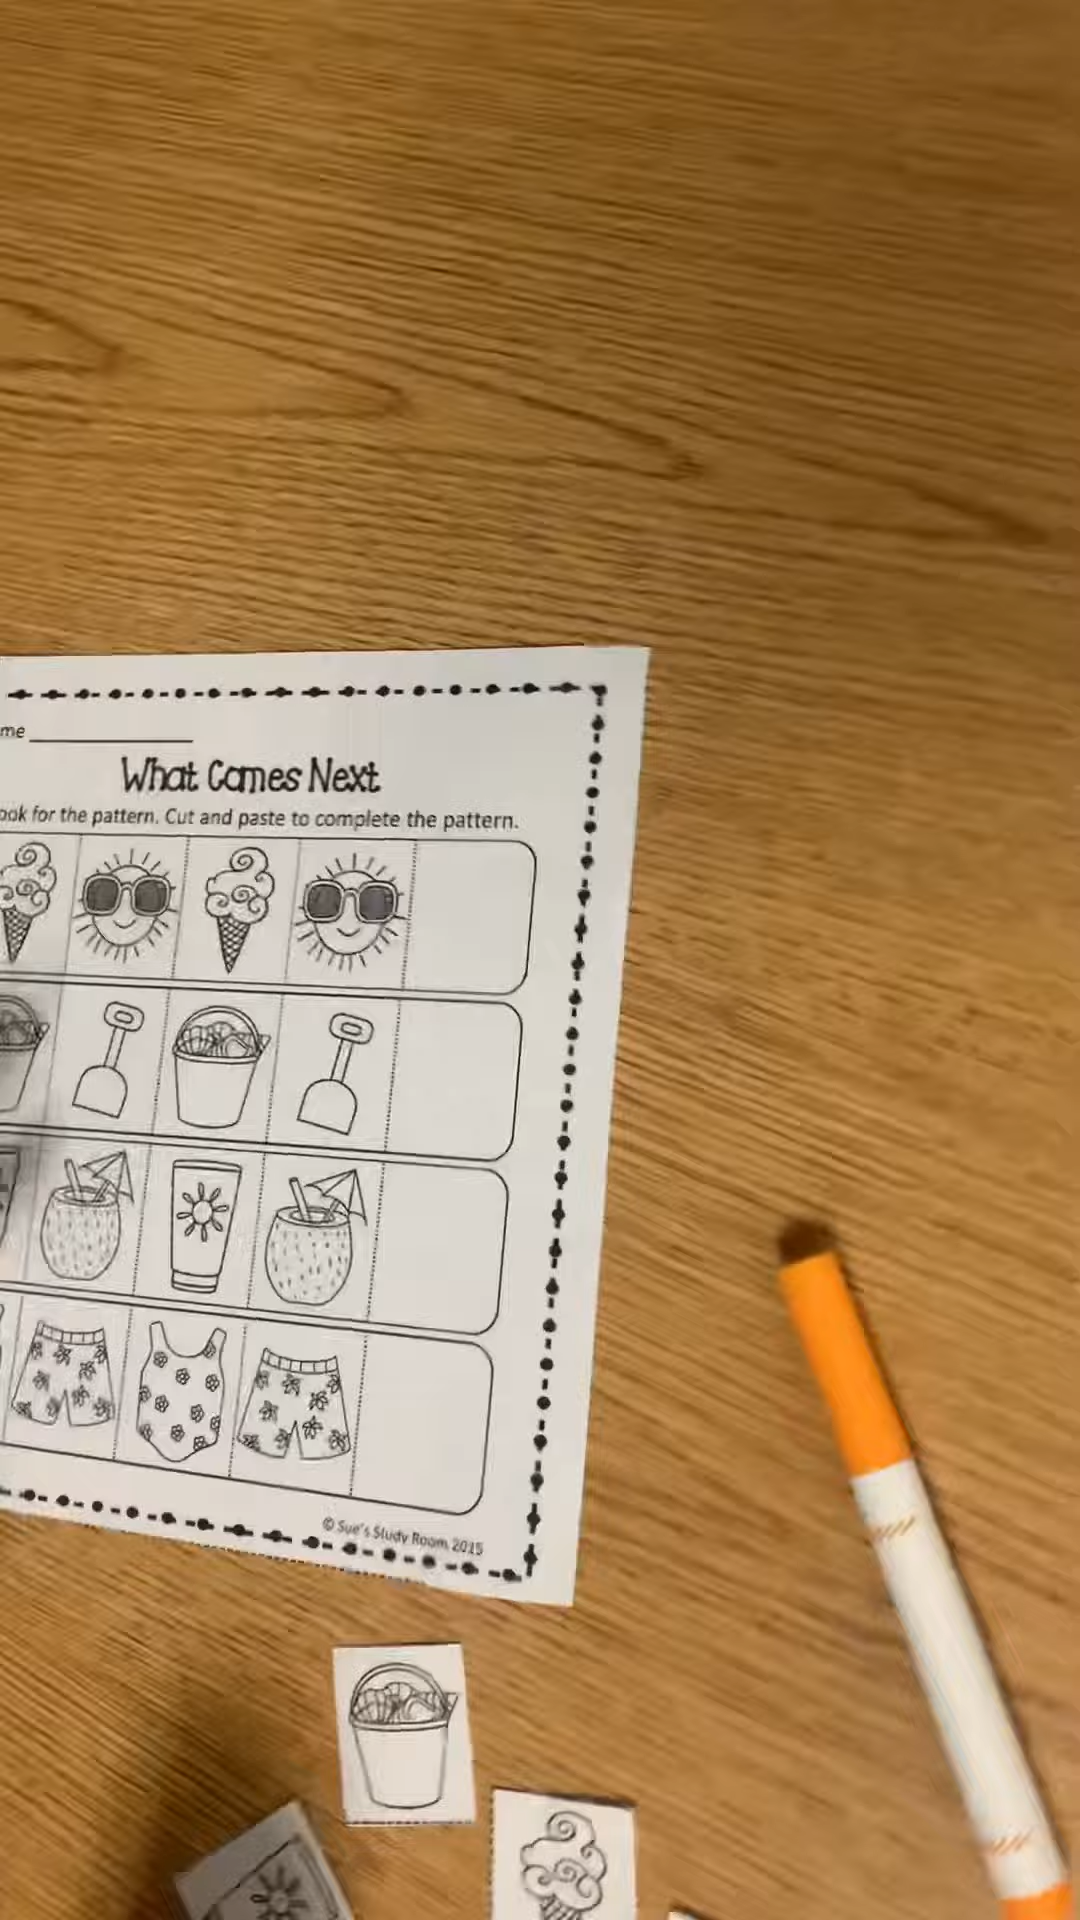 me
What Comes Next
ook for the pattern. Cut and paste to complete the pattern.
© Sue's Study Room 2015